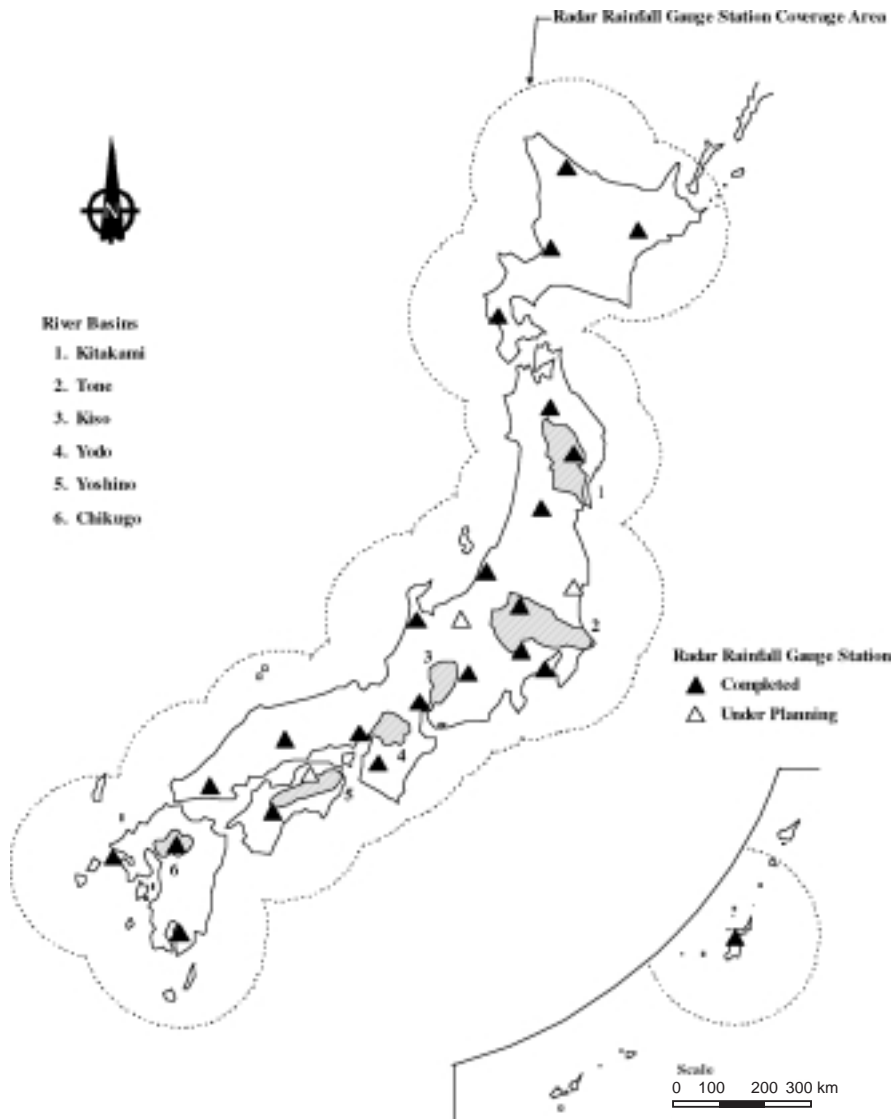 Radar Rainfall Gauge Station Coverage Area
N
River Basins
1. Kitakami
2. Tone
3. Kiso
4. Yodo
5. Yoshino
6. Chikugo
1
2
3
4
5
6
Radar Rainfall Gauge Station
Completed
Under Planning
Scale
0 100 200 300 km